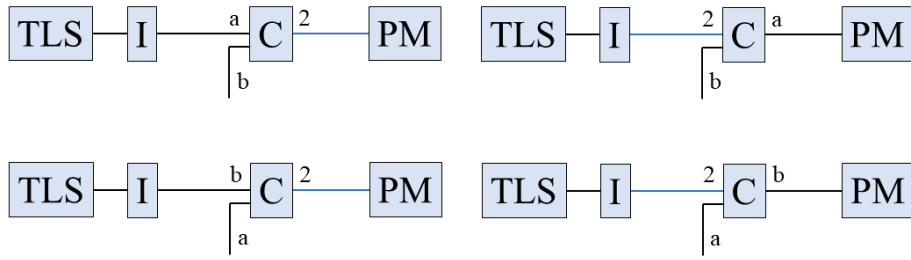 TLS I a C 2 PM
b
TLS I 2 C a PM
b
TLS I b C 2 PM
a
TLS I 2 C b PM
a